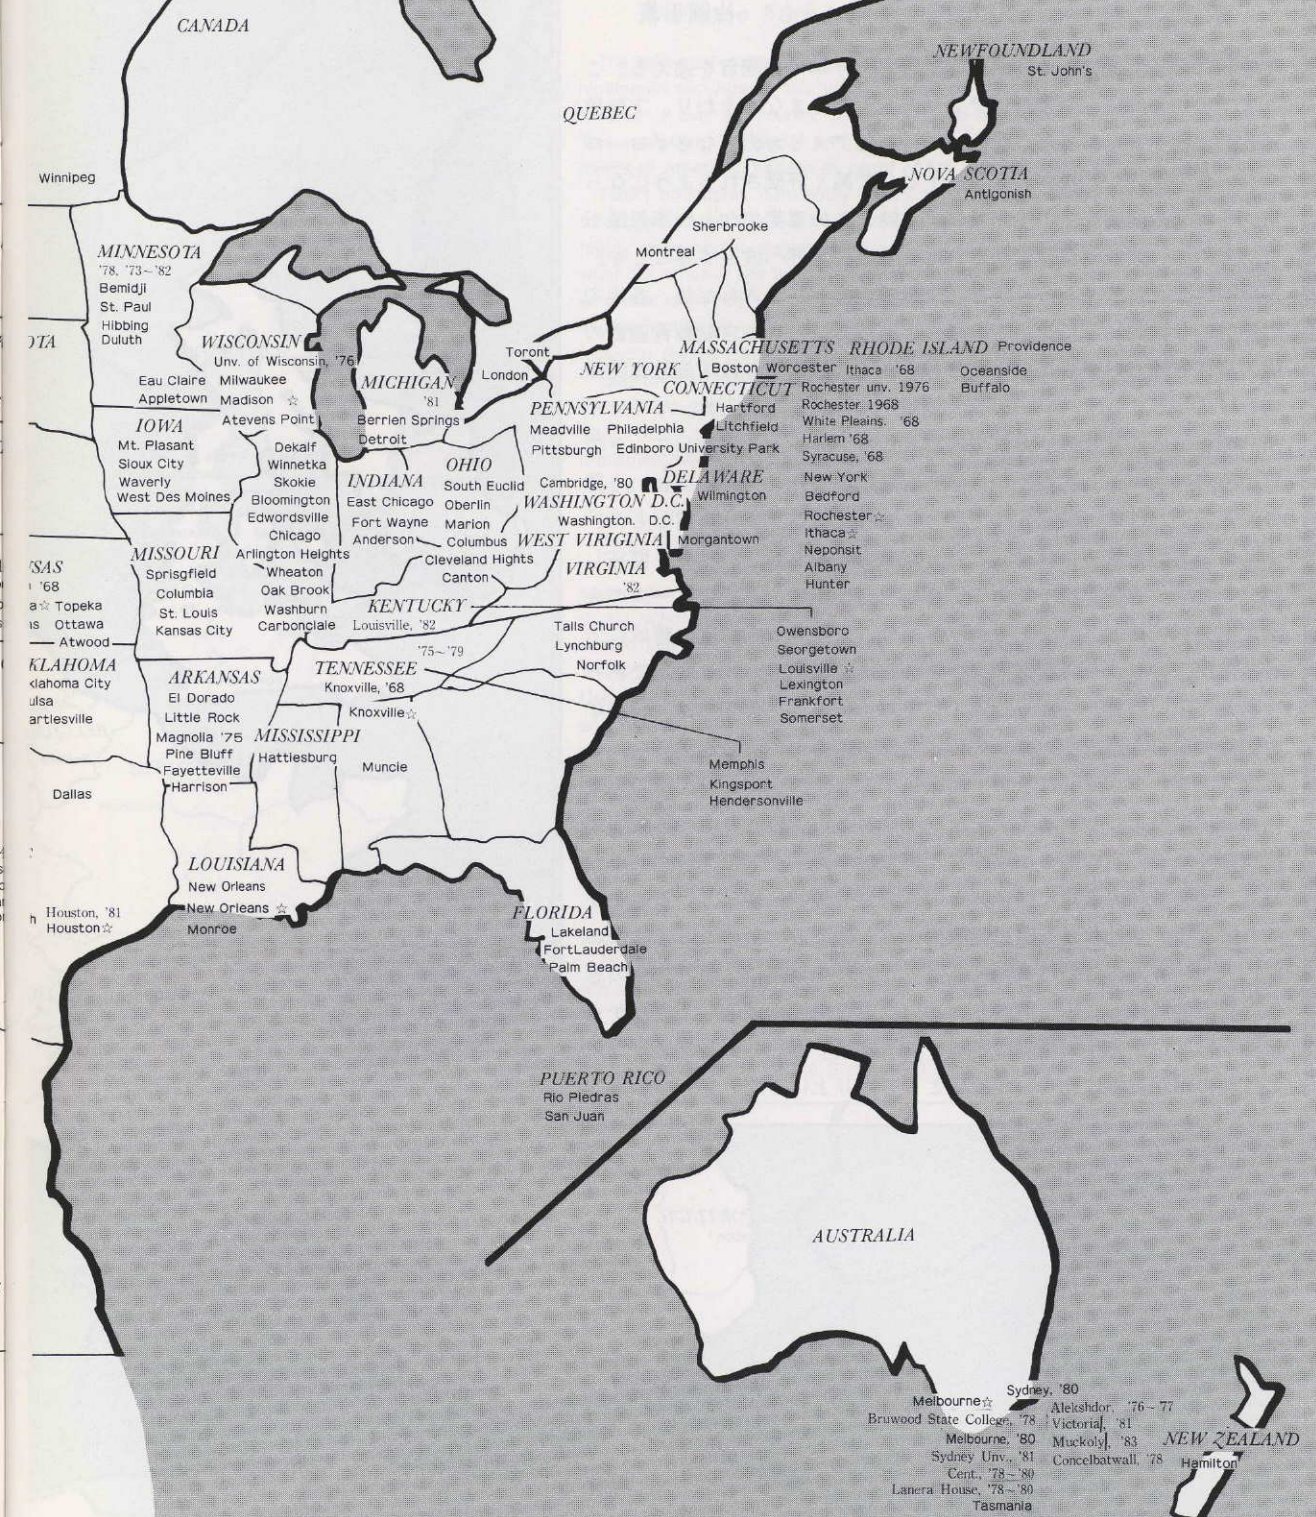 CANADA
NEWFOUNDLAND
St. John's
QUEBEC
NOVA SCOTIA
Antigonish
Winnipeg
Sherbrooke
Montreal
MINNESOTA
'78, '73~'82
Bemidji
St. Paul
Hibbing
Duluth
OTA
WISCONSIN
Unv. of Wisconsin, '76
Eau Claire Milwaukee
Appletown Madison ☆
Atevens Point
MICHIGAN
'81
Berrien Springs
Detroit
Toront
London
NEW YORK
MASSACHUSETTS
Boston Worcester
RHODE ISLAND Providence
CONNECTICUT
Hartford
Litchfield
Ithaca '68
Rochester unv. 1976
Rochester 1968
White Pleains. '68
Harlem '68
Syracuse, '68
New York
Bedford
Rochester☆
Ithaca☆
Neponsit
Albany
Hunter
Oceanside
Buffalo
PENNSYLVANIA
Meadville Philadelphia
Pittsburgh Edinboro University Park
IOWA
Mt. Plasant
Sioux City
Waverly
West Des Moines
Dekalf
Winnetka
Skokie
Bloomington
Edwordsville
Chicago
Arlington Heights
Wheaton
Oak Brook
Washburn
Carbonciale
INDIANA
East Chicago
Fort Wayne
Anderson
OHIO
South Euclid
Oberlin
Marion
Columbus
Cleveland Hights
Canton
Cambridge, '80
DELAWARE
Wilmington
WASHINGTON D.C.
Washington. D.C.
WEST VIRIGINIA
Morgantown
VIRGINIA
'82
Tails Church
Lynchburg
Norfolk
MISSOURI
Sprisgfield
Columbia
St. Louis
Kansas City
SAS
'68
a☆ Topeka
as Ottawa
Atwood
KENTUCKY
Louisville, '82
Owensboro
Georgetown
Louisville ☆
Lexington
Frankfort
Somerset
'75~'79
TENNESSEE
Knoxville, '68
Knoxville☆
Memphis
Kingsport
Hendersonville
KLAHOMA
klahoma City
ulsa
artlesville
ARKANSAS
El Dorado
Little Rock
Magnolia '75
Pine Bluff
Fayetteville
Harrison
MISSISSIPPI
Hattiesburg
Muncie
Dallas
LOUISIANA
New Orleans
New Orleans ☆
Monroe
Houston, '81
Houston☆
FLORIDA
Lakeland
FortLauderdale
Palm Beach
PUERTO RICO
Rio Piedras
San Juan
AUSTRALIA
Melbourne☆
Bruwood State College, '78
Melbourne, '80
Sydney Unv., '81
Cent., '78~'80
Lanera House, '78~'80
Tasmania
Sydney, '80
Alekshdor, '76~77
Victoria, '81
Muckoly, '83
Concelbatwall, '78
NEW ZEALAND
Hamilton